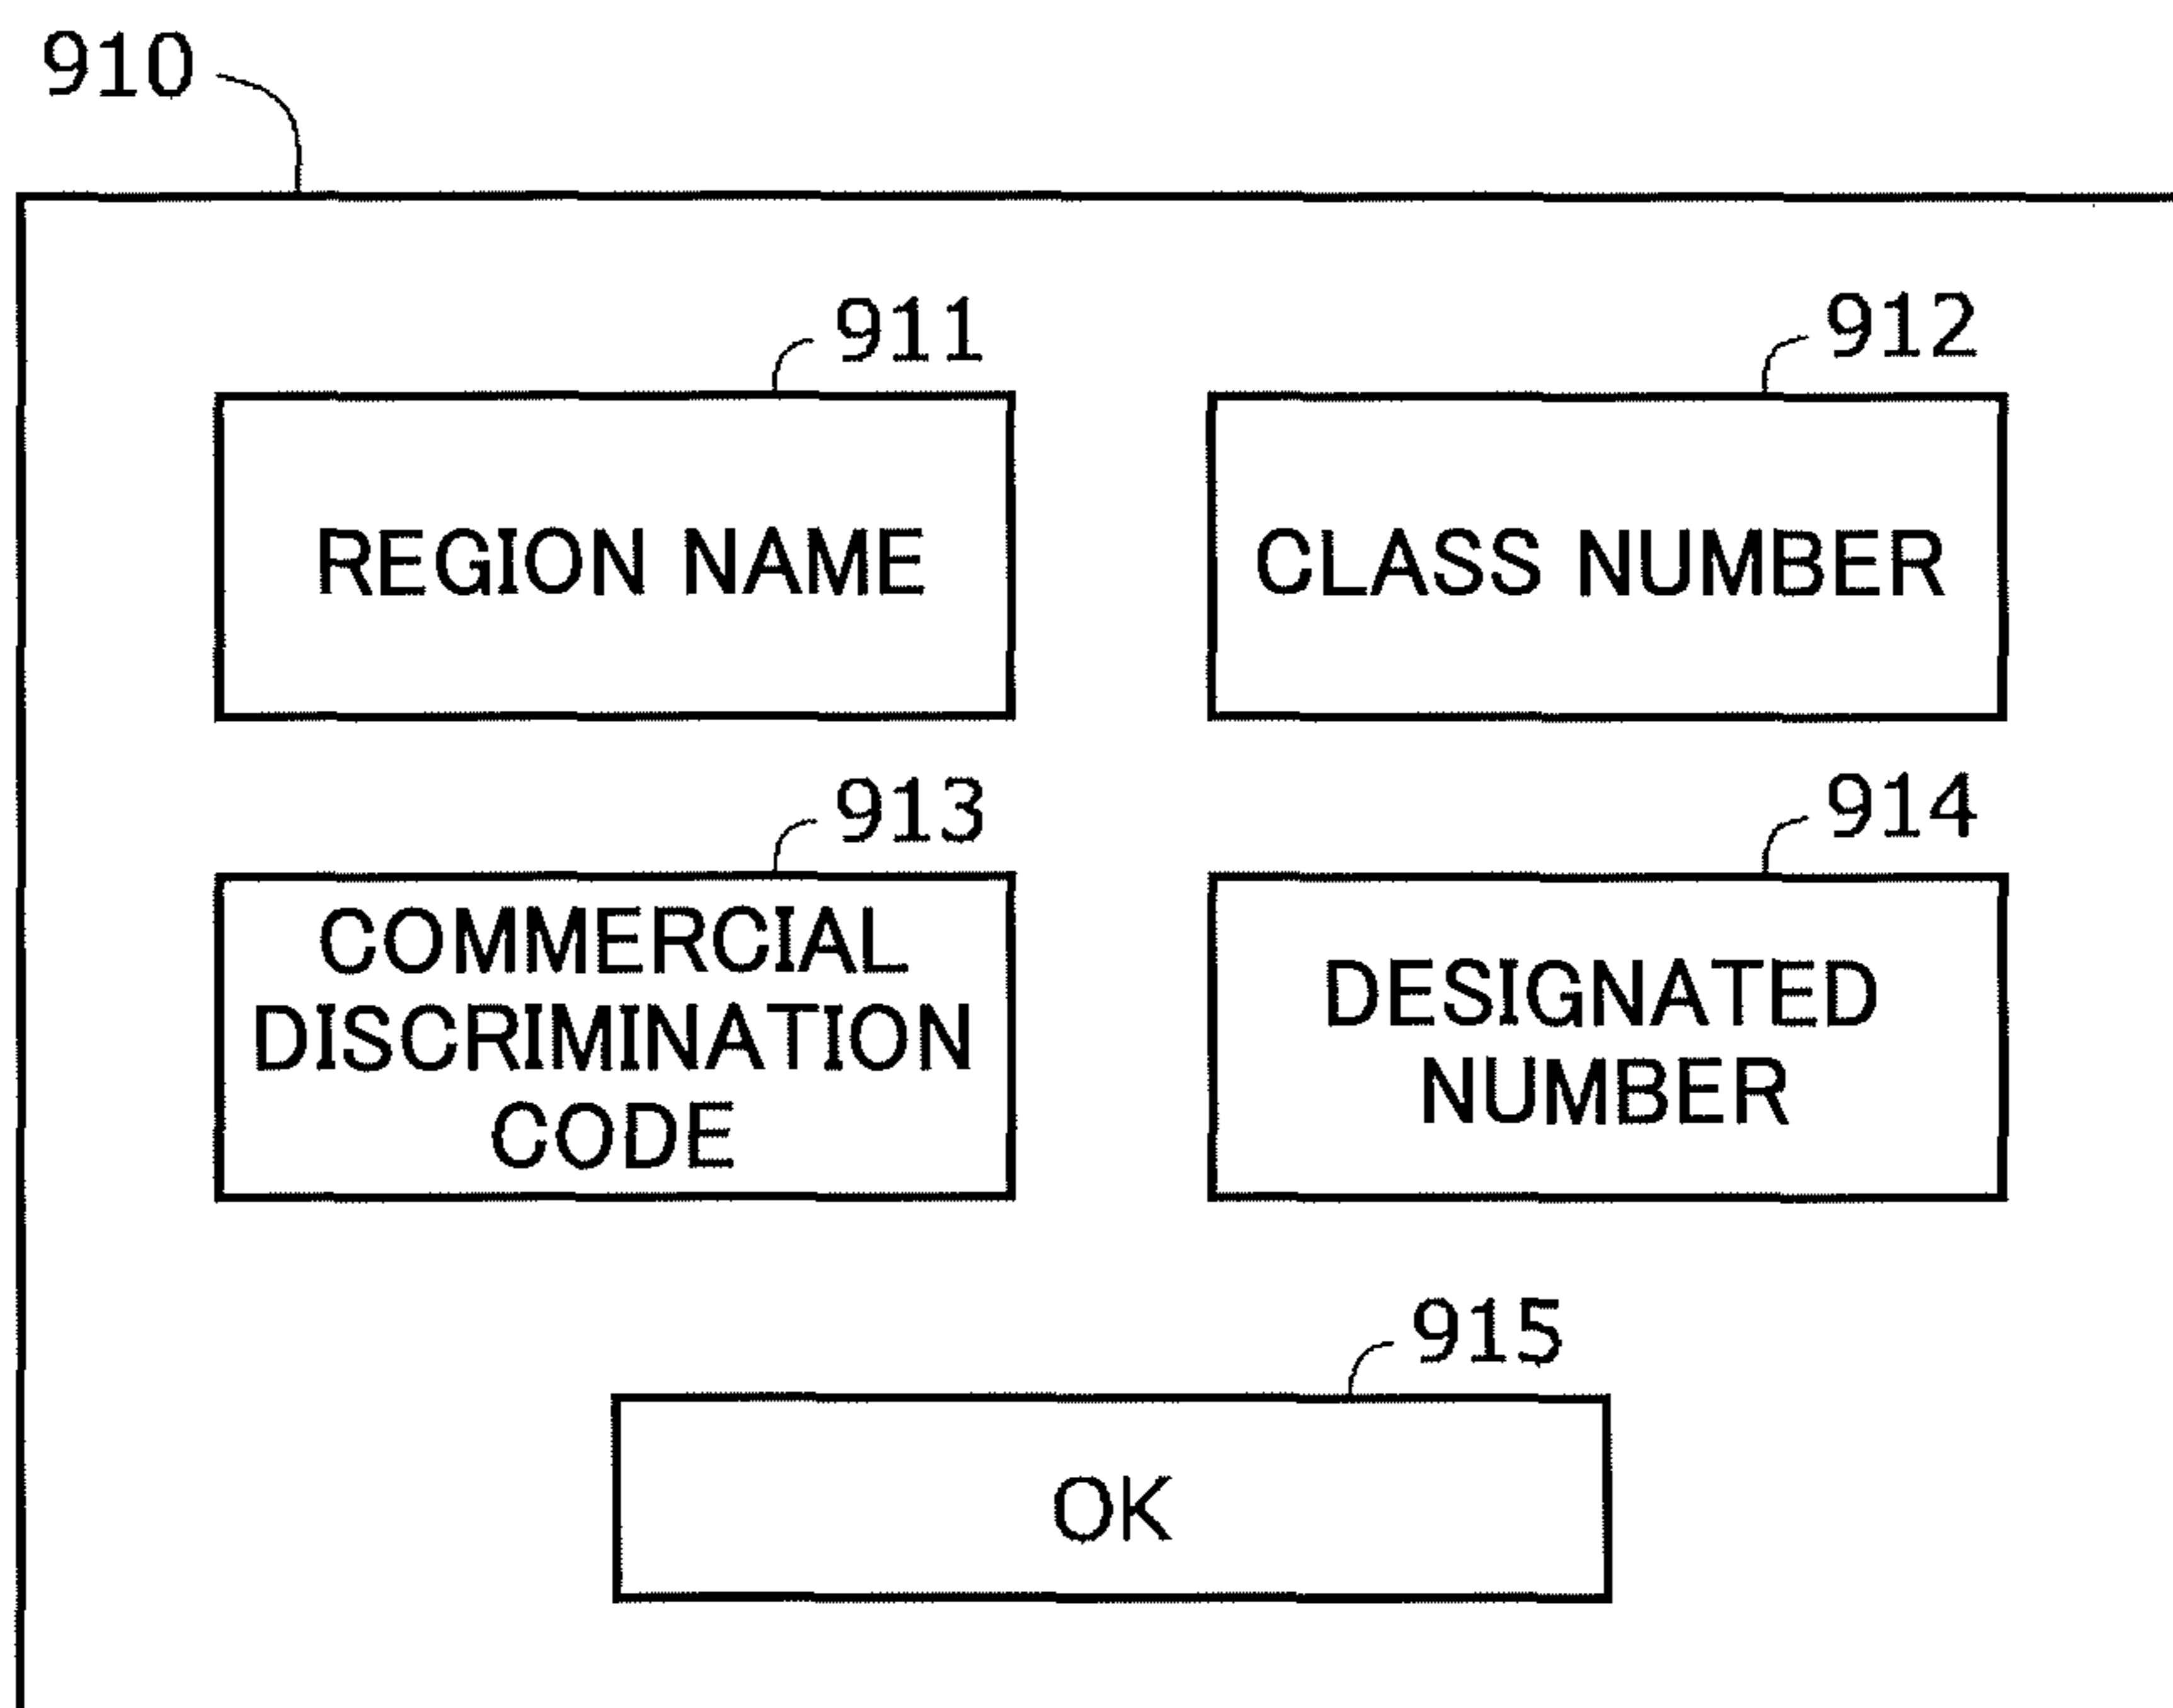 910
911
912
REGION NAME
CLASS NUMBER
913
914
COMMERCIAL
DISCRIMINATION
CODE
DESIGNATED
NUMBER
915
OK